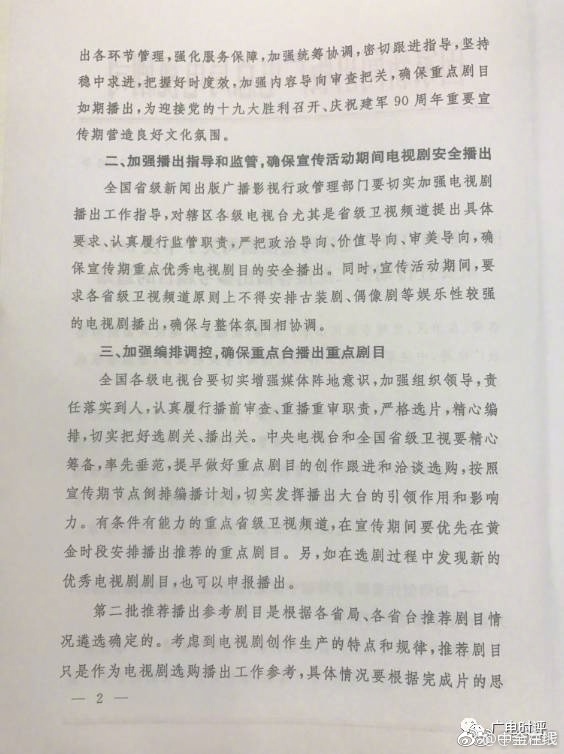 出各环节管理,强化服务保障,加强统筹协调,密切跟进指导,坚持
稳中求进,把握好时度效,加强内容导向审查把关,确保重点剧目
如期播出,为迎接党的十九大胜利召开、庆祝建军90周年重要宣
传期营造良好文化氛围。
二、加强播出指导和监管,确保宣传活动期间电视剧安全播出
全国省级新闻出版广播影视行政管理部门要切实加强电视剧
播出工作指导,对辖区各级电视台尤其是省级卫视频道提出具体
要求、认真履行监管职责,严把政治导向、价值导向、审美导向,确
保宣传期重点优秀电视剧目的安全播出。同时,宣传活动期间,要
求各省级卫视频道原则上不得安排古装剧、偶像剧等娱乐性较强
的电视剧播出,确保与整体氛围相协调。
三、加强编排调控,确保重点台播出重点剧目
全国各级电视台要切实增强媒体阵地意识,加强组织领导,责
任落实到人,认真履行播前审查、重播重审职责,严格选片,精心编
排,切实把好选剧关、播出关。中央电视台和全国省级卫视要精心
筹备,率先垂范,提早做好重点剧目的创作跟进和洽谈选购,按照
宣传期节点倒排编播计划,切实发挥播出大台的引领作用和影响
力。有条件有能力的重点省级卫视频道,在宣传期间要优先在黄
金时段安排播出推荐的重点剧目。另,如在选剧过程中发现新的
优秀电视剧剧目,也可以申报播出。
第二批推荐播出参考剧目是根据各省局、各省台推荐剧目情
况遴选确定的。考虑到电视剧创作生产的特点和规律,推荐剧目
只是作为电视剧选购播出工作参考,具体情况要根据完成片的思
— 2 —
广电时评